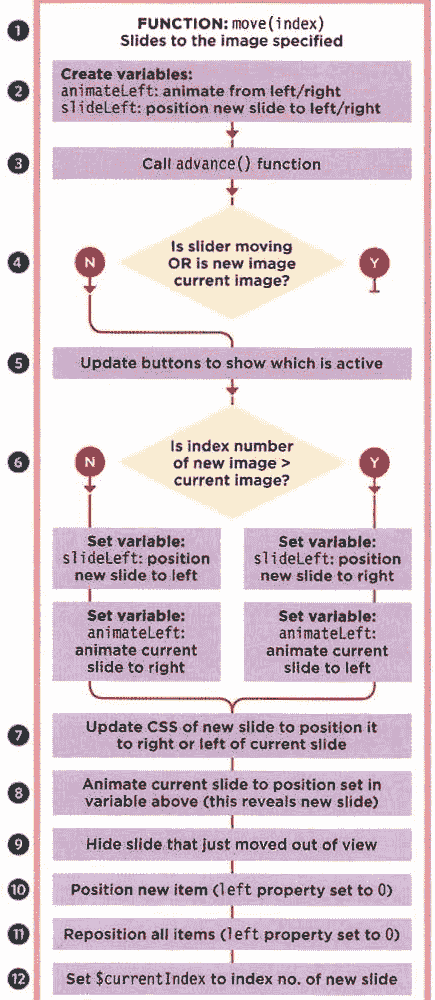 1
FUNCTION: move(index)
Slides to the image specified
2
Create variables:
animateLeft: animate from left/right
slideLeft: position new slide to left/right
3
Call advance() function
4
N
Is slider moving
OR is new image
current image?
Y
5
Update buttons to show which is active
6
N
Is index number
of new image >
current image?
Y
Set variable:
slideLeft: position
new slide to left
Set variable:
slideLeft: position
new slide to right
Set variable:
animateLeft:
animate current
slide to right
Set variable:
animateLeft:
animate current
slide to left
7
Update CSS of new slide to position it
to right or left of current slide
8
Animate current slide to position set in
variable above (this reveals new slide)
9
Hide slide that just moved out of view
10
Position new item (left property set to 0)
11
Reposition all items (left property set to 0)
12
Set $currentIndex to index no. of new slide